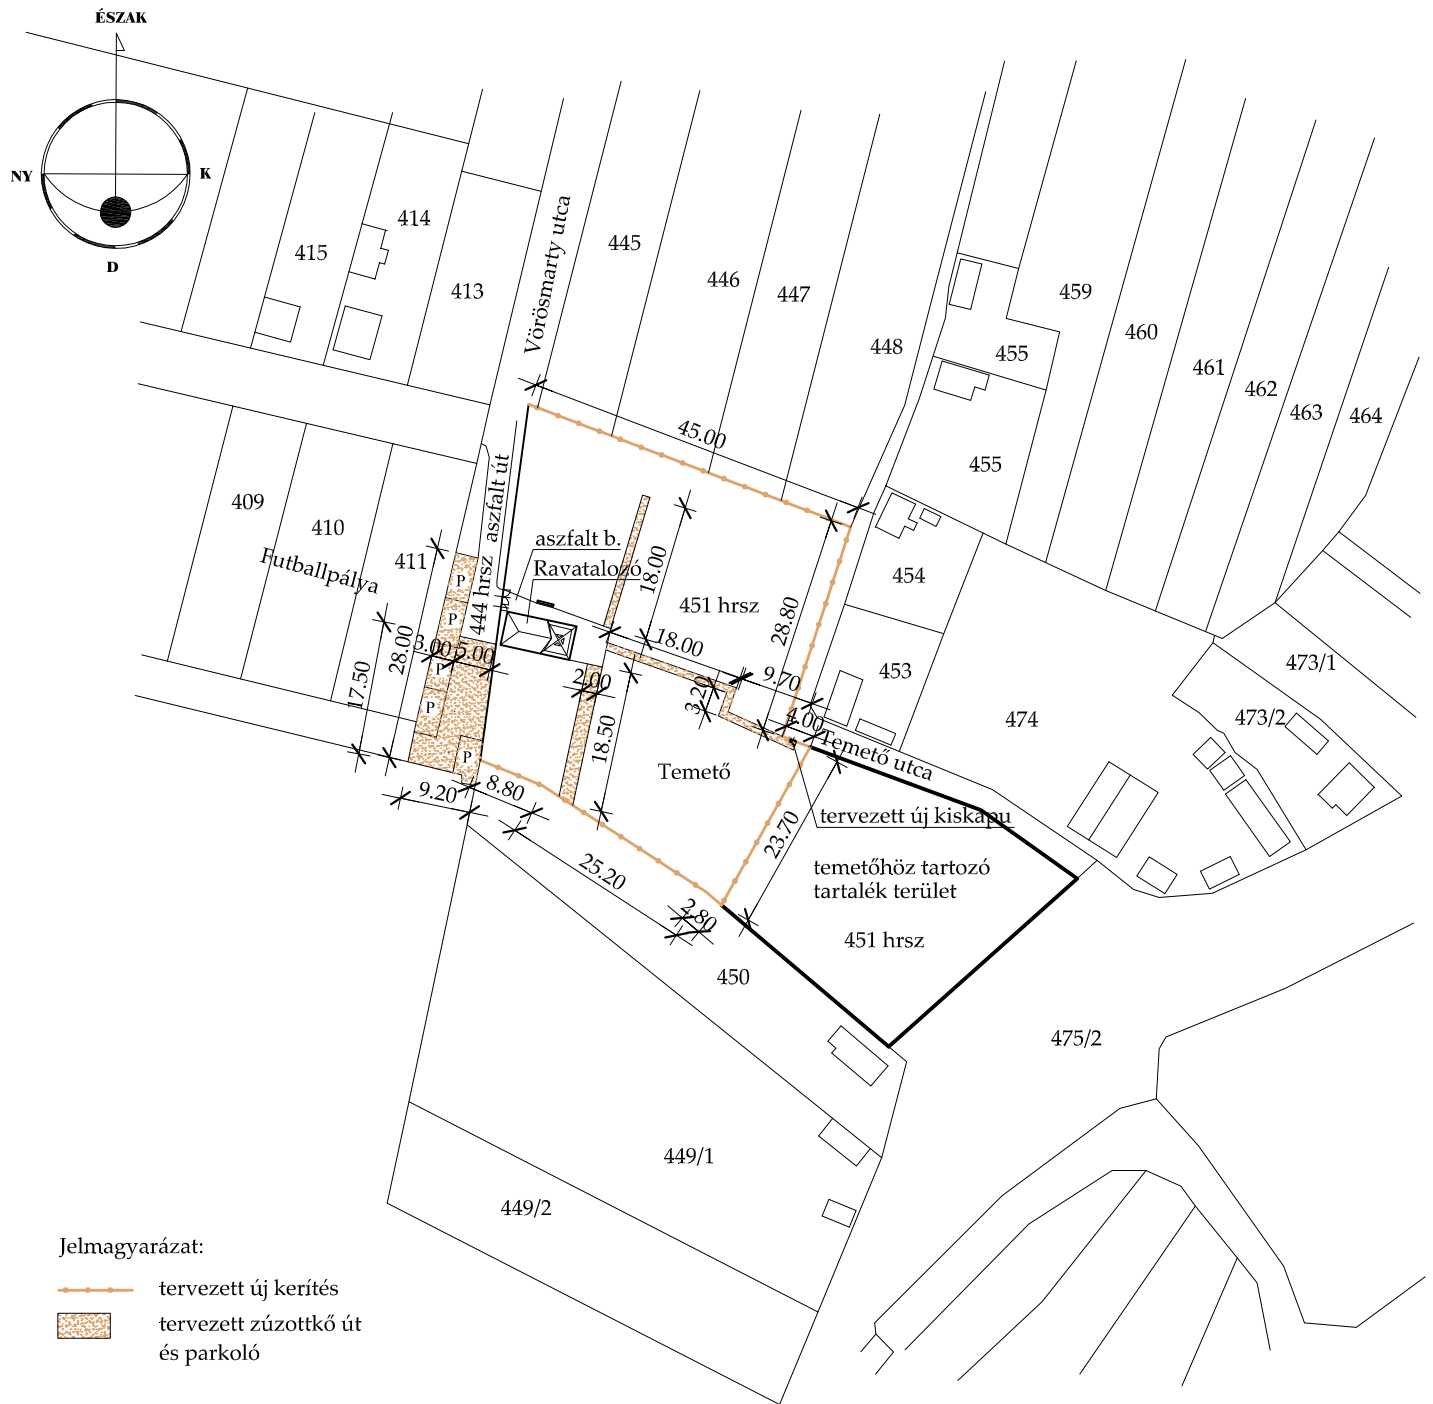 ÉSZAK
NY
K
D
415
414
413
Vörösmarty utca
445
446
447
448
455
459
460
461
462
463
464
455
409
410
411
Futballpálya
444 hrsz
aszfalt út
45.00
aszfalt b.
Ravatalozó
18.00
451 hrsz
28.80
454
453
474
473/1
473/2
P
P
P
P
P
3.00
5.00
28.00
17.50
2.00
18.00
9.70
3.20
4.00
18.50
Temető
Temető utca
9.20
8.80
25.20
2.80
23.70
tervezett új kiskapu
temetőhöz tartozó
tartalék terület
451 hrsz
450
475/2
449/1
449/2
Jelmagyarázat:
tervezett új kerítés
tervezett zúzottkő út
és parkoló